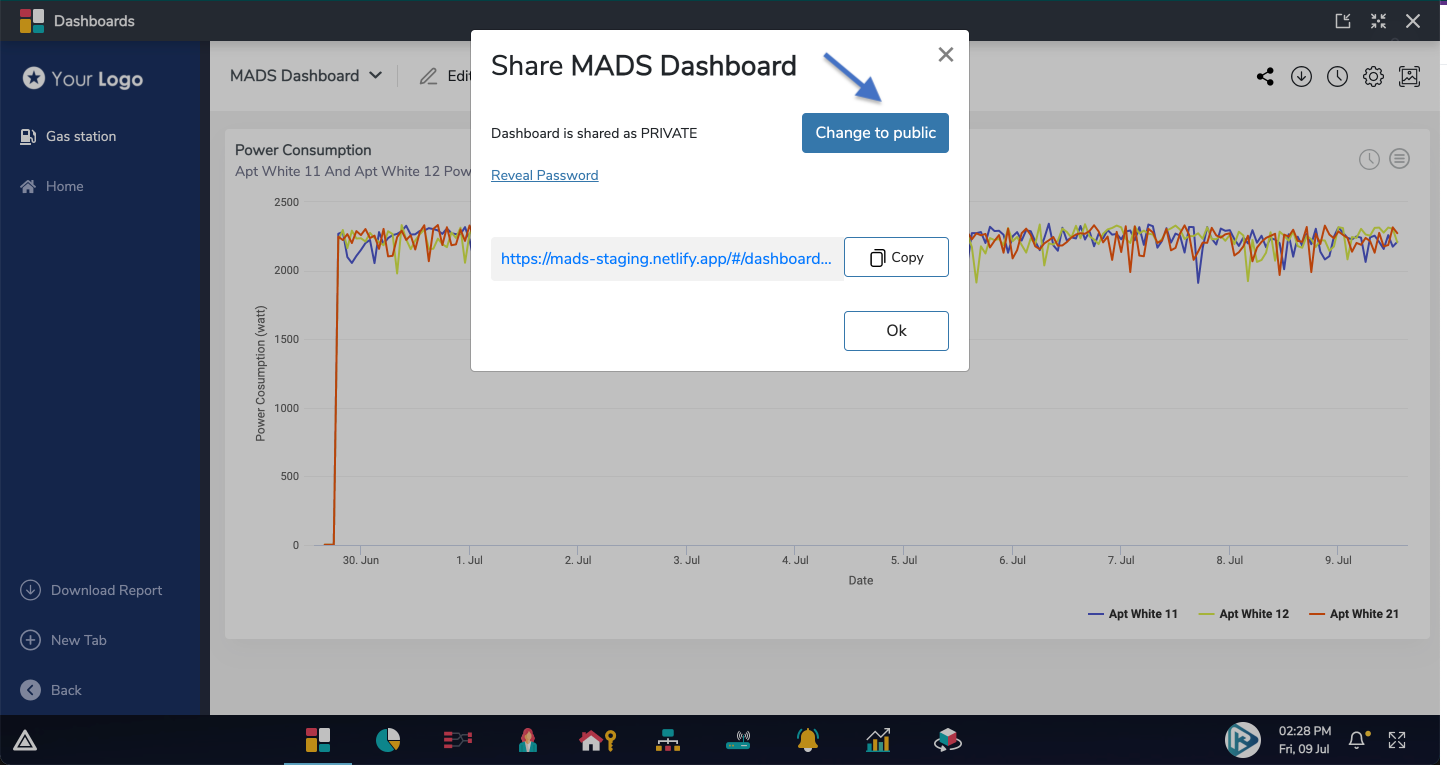 Dashboards
Your Logo
Gas station
Home
Download Report
New Tab
Back
MADS Dashboard
Edit
Share MADS Dashboard
Dashboard is shared as PRIVATE
Change to public
Reveal Password
https://mads-staging.netlify.app/#/dashboard...
Copy
Ok
Power Consumption
Apt White 11 And Apt White 12 Pow
Power Cosumption (watt)
2500
2000
1500
1000
500
0
30. Jun 1. Jul 2. Jul 3. Jul 4. Jul 5. Jul 6. Jul 7. Jul 8. Jul 9. Jul
Date
Apt White 11 Apt White 12 Apt White 21
02:28 PM
Fri, 09 Jul